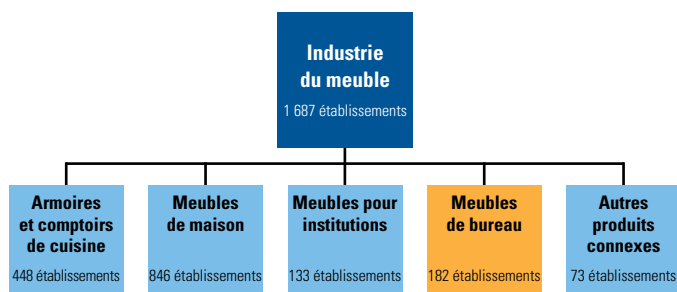 Industrie
du meuble
1 687 établissements
Armoires
et comptoirs
de cuisine
448 établissements
Meubles
de maison
846 établissements
Meubles pour
institutions
133 établissements
Meubles
de bureau
182 établissements
Autres
produits
connexes
73 établissements